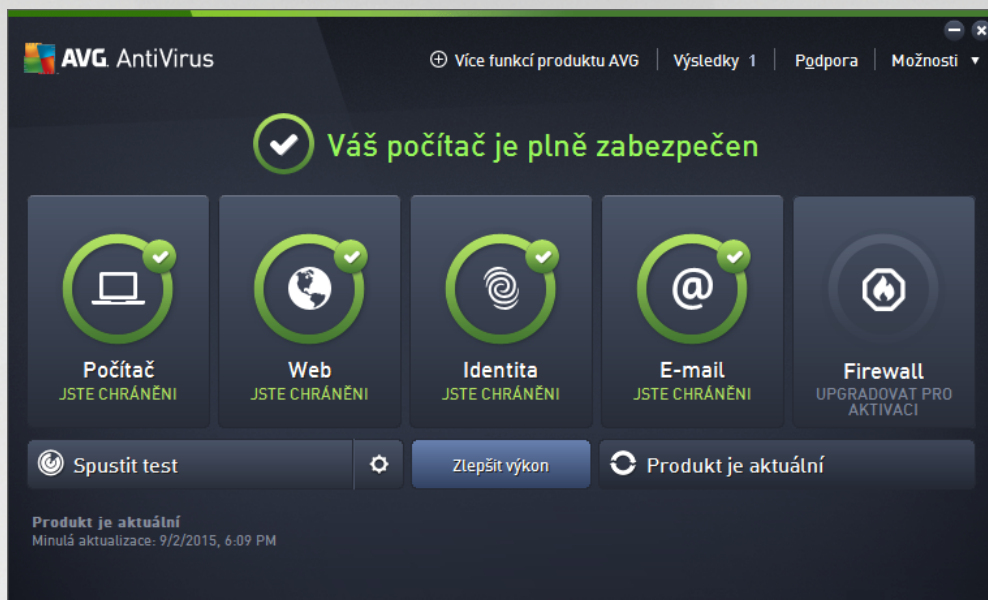 AVG AntiVirus
Více funkcí produktu AVG
Výsledky 1
Podpora
Možnosti
Váš počítač je plně zabezpečen
Počítač
JSTE CHRÁNĚNI
Web
JSTE CHRÁNĚNI
Identita
JSTE CHRÁNĚNI
@
E-mail
JSTE CHRÁNĚNI
Firewall
UPGRADOVAT PRO
AKTIVACI
Spustit test
Zlepšit výkon
Produkt je aktuální
Produkt je aktuální
Minulá aktualizace: 9/2/2015, 6:09 PM